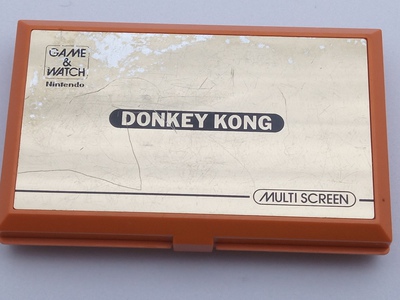 GAME
&
WATCH
Nintendo
DONKEY KONG
MULTI SCREEN